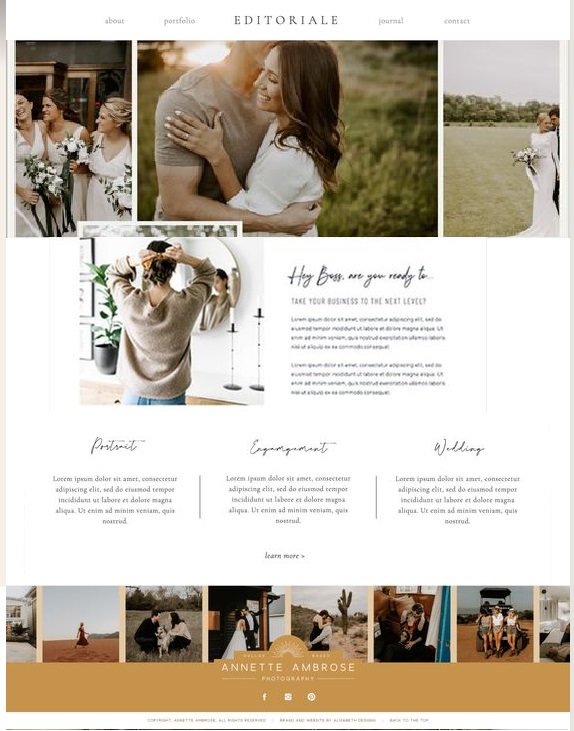 about
portfolio
EDITORIALE
journal
contact
Hey Boss, are you ready to...
TAKE YOUR BUSINESS TO THE NEXT LEVEL?
Lorem ipsum dolor sit amet, consectetur adipiscing elit, sed do
eiusmod tempor incididunt ut labore et dolore magna aliqua. Ut
enim ad minim veniam, quis nostrud exercitation ullamco laboris
nisi ut aliquip ex ea commodo consequat.
Lorem ipsum dolor sit amet, consectetur adipiscing elit, sed do
eiusmod tempor incididunt ut labore et dolore magna aliqua. Ut
enim ad minim veniam, quis nostrud exercitation ullamco laboris
nisi ut aliquip ex ea commodo consequat.
Portrait
Lorem ipsum dolor sit amet, consectetur
adipiscing elit, sed do eiusmod tempor
incididunt ut labore et dolore magna
aliqua. Ut enim ad minim veniam, quis
nostrud.
Engamgement
Lorem ipsum dolor sit amet, consectetur
adipiscing elit, sed do eiusmod tempor
incididunt ut labore et dolore magna
aliqua. Ut enim ad minim veniam, quis
nostrud.
Wedding
Lorem ipsum dolor sit amet, consectetur
adipiscing elit, sed do eiusmod tempor
incididunt ut labore et dolore magna
aliqua. Ut enim ad minim veniam, quis
nostrud.
learn more >
DALLAS BASED
ANNETTE AMBROSE
PHOTOGRAPHY
COPYRIGHT ANNETTE AMBROSE, ALL RIGHTS RESERVED | BRAND AND WEBSITE BY ALIZABETH DESIGNS | BACK TO THE TOP